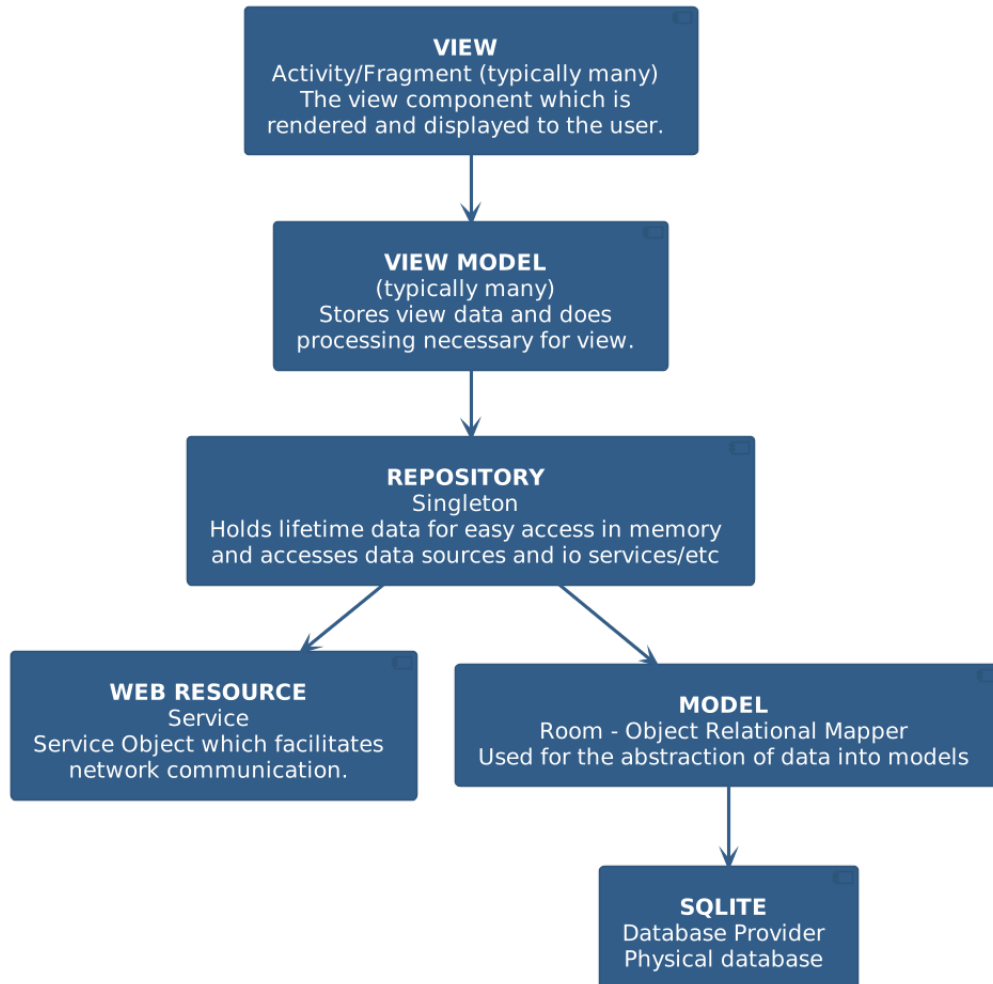 VIEW
Activity/Fragment (typically many)
The view component which is
rendered and displayed to the user.
VIEW MODEL
(typically many)
Stores view data and does
processing necessary for view.
REPOSITORY
Singleton
Holds lifetime data for easy access in memory
and accesses data sources and io services/etc
WEB RESOURCE
Service
Service Object which facilitates
network communication.
MODEL
Room - Object Relational Mapper
Used for the abstraction of data into models
SQLITE
Database Provider
Physical database